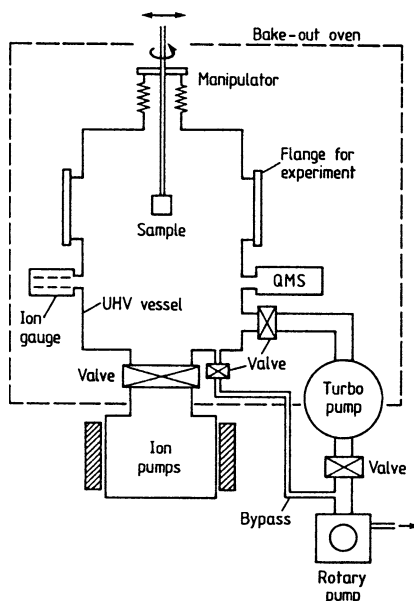 Bake-out oven
Manipulator
Flange for
experiment
Sample
QMS
Ion
gauge
UHV vessel
Valve
Valve
Turbo
pump
Ion
pumps
Valve
Bypass
Rotary
pump